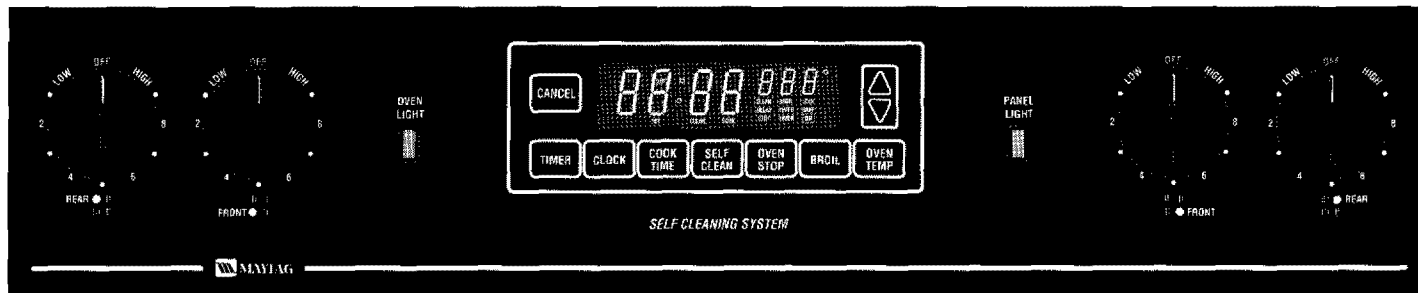 OFF
LOW
HIGH
2
8
4
6
REAR
OFF
LOW
HIGH
2
6
4
6
FRONT
OVEN
LIGHT
CANCEL
88:88 888°
TIMER
CLOCK
COOK
TIME
SELF
CLEAN
OVEN
STOP
BROIL
OVEN
TEMP
SELF CLEANING SYSTEM
PANEL
LIGHT
OFF
LOW
HIGH
2
8
4
6
FRONT
OFF
LOW
HIGH
2
8
4
8
REAR
MAYTAG